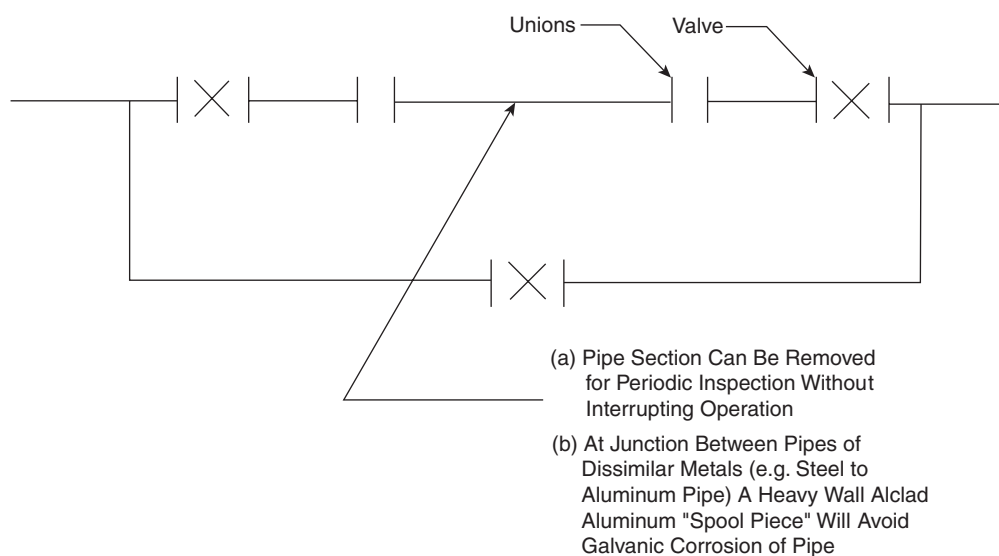 Unions
Valve
(a) Pipe Section Can Be Removed
for Periodic Inspection Without
Interrupting Operation
(b) At Junction Between Pipes of
Dissimilar Metals (e.g. Steel to
Aluminum Pipe) A Heavy Wall Alclad
Aluminum "Spool Piece" Will Avoid
Galvanic Corrosion of Pipe